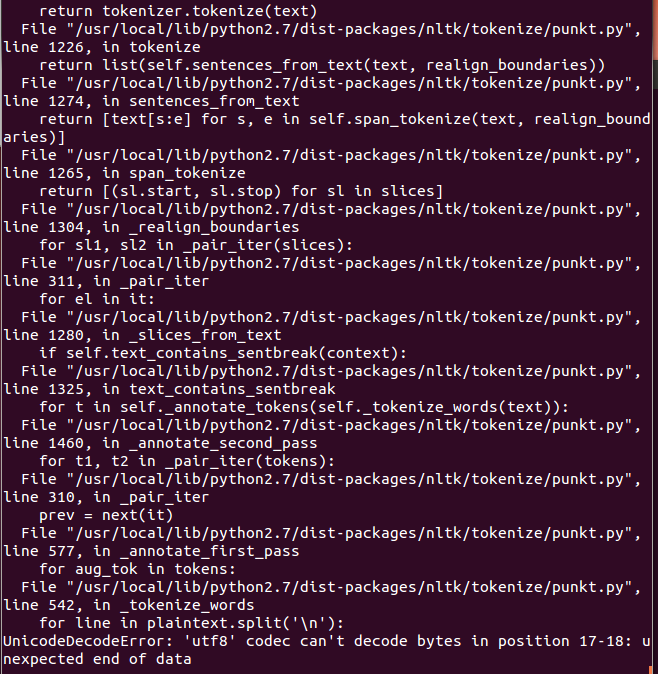 return tokenizer.tokenize(text)
  File "/usr/local/lib/python2.7/dist-packages/nltk/tokenize/punkt.py",
line 1226, in tokenize
    return list(self.sentences_from_text(text, realign_boundaries))
  File "/usr/local/lib/python2.7/dist-packages/nltk/tokenize/punkt.py",
line 1274, in sentences_from_text
    return [text[s:e] for s, e in self.span_tokenize(text, realign_bound
aries)]
  File "/usr/local/lib/python2.7/dist-packages/nltk/tokenize/punkt.py",
line 1265, in span_tokenize
    return [(sl.start, sl.stop) for sl in slices]
  File "/usr/local/lib/python2.7/dist-packages/nltk/tokenize/punkt.py",
line 1304, in _realign_boundaries
    for sl1, sl2 in _pair_iter(slices):
  File "/usr/local/lib/python2.7/dist-packages/nltk/tokenize/punkt.py",
line 311, in _pair_iter
    for el in it:
  File "/usr/local/lib/python2.7/dist-packages/nltk/tokenize/punkt.py",
line 1280, in _slices_from_text
    if self.text_contains_sentbreak(context):
  File "/usr/local/lib/python2.7/dist-packages/nltk/tokenize/punkt.py",
line 1325, in text_contains_sentbreak
    for t in self._annotate_tokens(self._tokenize_words(text)):
  File "/usr/local/lib/python2.7/dist-packages/nltk/tokenize/punkt.py",
line 1460, in _annotate_second_pass
    for t1, t2 in _pair_iter(tokens):
  File "/usr/local/lib/python2.7/dist-packages/nltk/tokenize/punkt.py",
line 310, in _pair_iter
    prev = next(it)
  File "/usr/local/lib/python2.7/dist-packages/nltk/tokenize/punkt.py",
line 577, in _annotate_first_pass
    for aug_tok in tokens:
  File "/usr/local/lib/python2.7/dist-packages/nltk/tokenize/punkt.py",
line 542, in _tokenize_words
    for line in plaintext.split('\n'):
UnicodeDecodeError: 'utf8' codec can't decode bytes in position 17-18: u
nexpected end of data